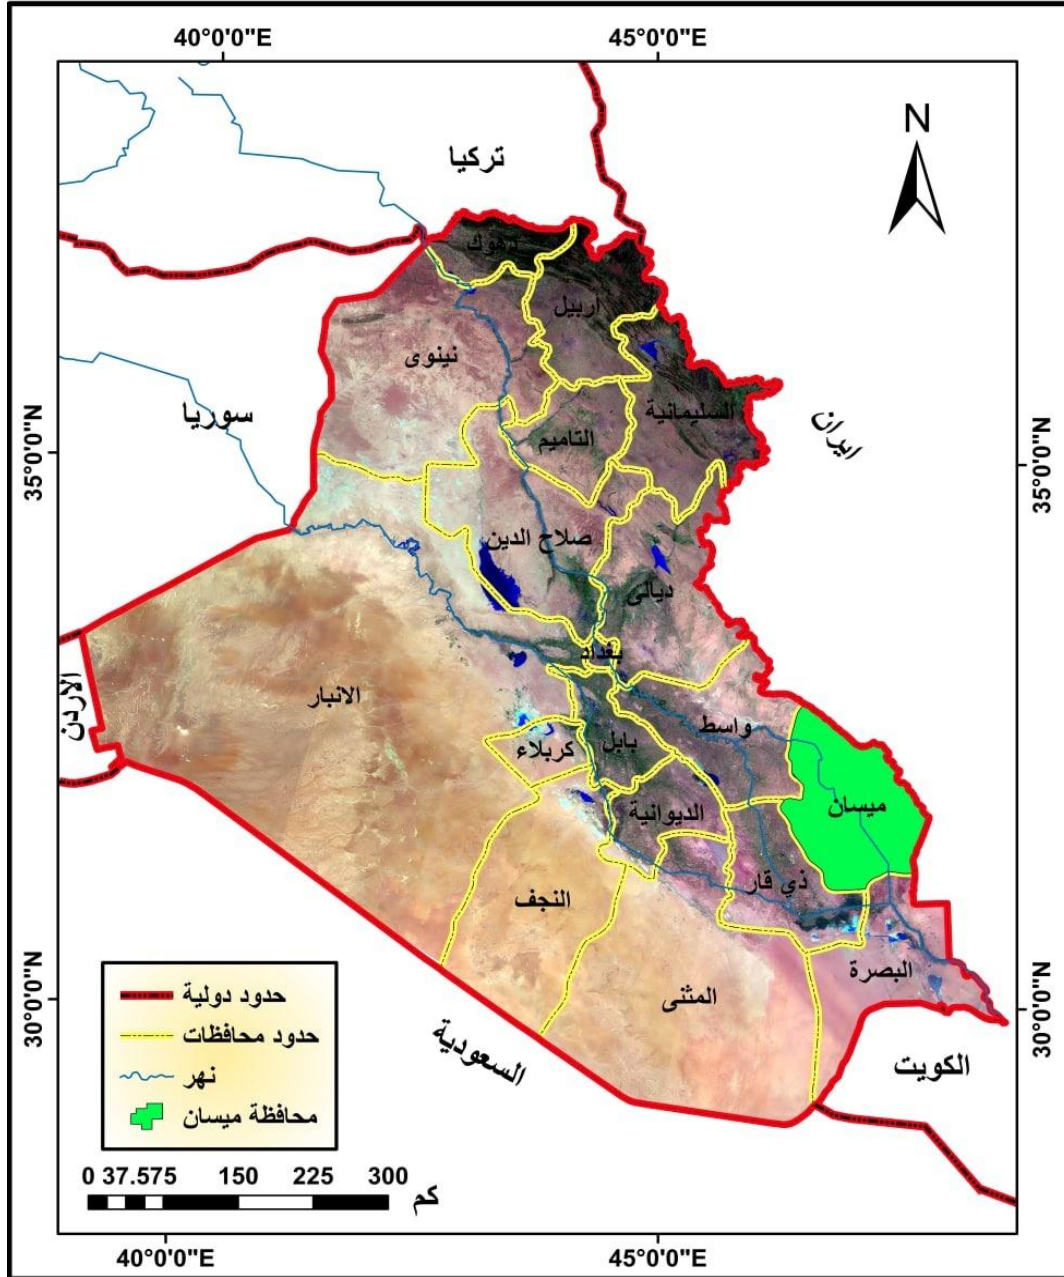 40°0'0"E 45°0'0"E
N
تركيا
دهوك
اربيل
نينوى
السليمانية
ايران
سوريا
التاميم
35°0'0"N
35°0'0"N
صلاح الدين
ديالى
بغداد
الاردن
الانبار
واسط
كربلاء
بابل
ميسان
الديوانية
ذي قار
النجف
البصرة
المثنى
30°0'0"N
30°0'0"N
السعودية
الكويت
حدود دولية
حدود محافظات
نهر
محافظة ميسان
0 37.575 150 225 300
كم
40°0'0"E 45°0'0"E